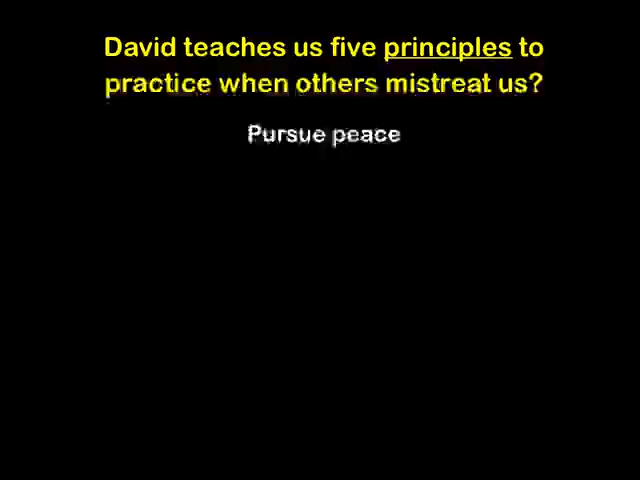 David teaches us five principles to
practice when others mistreat us?
Pursue peace